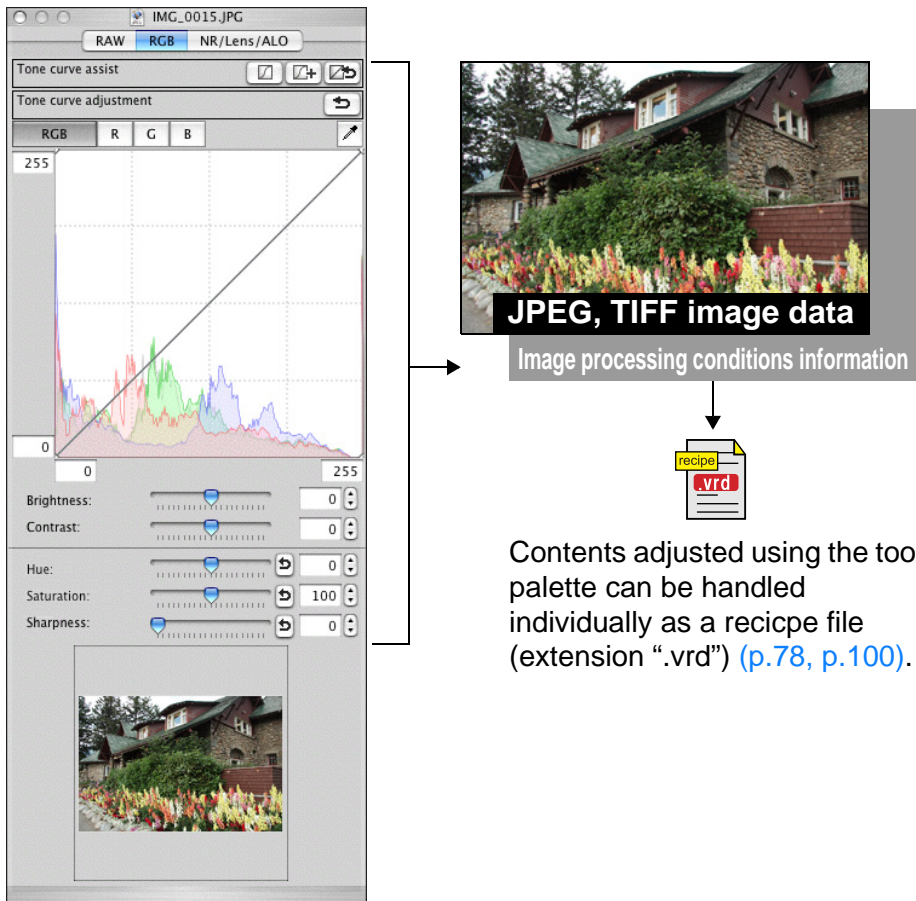 IMG_0015.JPG
RAW RGB NR/Lens/ALO
Tone curve assist
Tone curve adjustment
RGB R G B
255
0
0 255
Brightness: 0
Contrast: 0
Hue: 0
Saturation: 100
Sharpness: 0
JPEG, TIFF image data
Image processing conditions information
recipe
.vrd
Contents adjusted using the too
palette can be handled
individually as a recicpe file
(extension “.vrd”) (p.78, p.100).